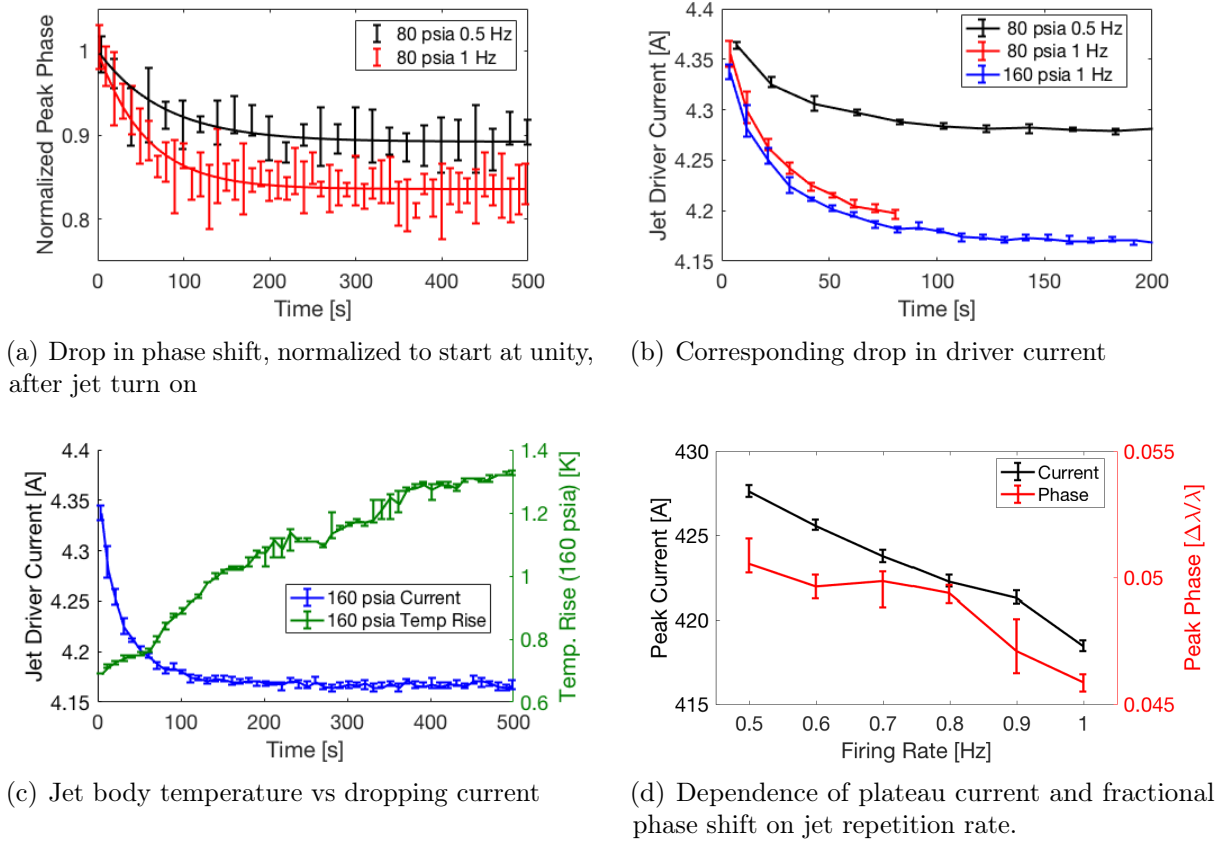 Normalized Peak Phase
1
0.9
0.8
0
100
200
300
400
500
Time [s]
80 psia 0.5 Hz
80 psia 1 Hz
(a) Drop in phase shift, normalized to start at unity,
after jet turn on
Jet Driver Current [A]
4.4
4.35
4.3
4.25
4.2
4.15
0
50
100
150
200
Time [s]
80 psia 0.5 Hz
80 psia 1 Hz
160 psia 1 Hz
(b) Corresponding drop in driver current
Jet Driver Current [A]
4.4
4.35
4.3
4.25
4.2
4.15
0
100
200
300
400
500
Time [s]
1.4
1.2
1
0.8
0.6
Temp. Rise (160 psia) [K]
160 psia Current
160 psia Temp Rise
(c) Jet body temperature vs dropping current
Peak Current [A]
430
425
420
415
0.5
0.6
0.7
0.8
0.9
1
Firing Rate [Hz]
0.055
0.05
0.045
Peak Phase [Δλ/λ]
Current
Phase
(d) Dependence of plateau current and fractional
phase shift on jet repetition rate.